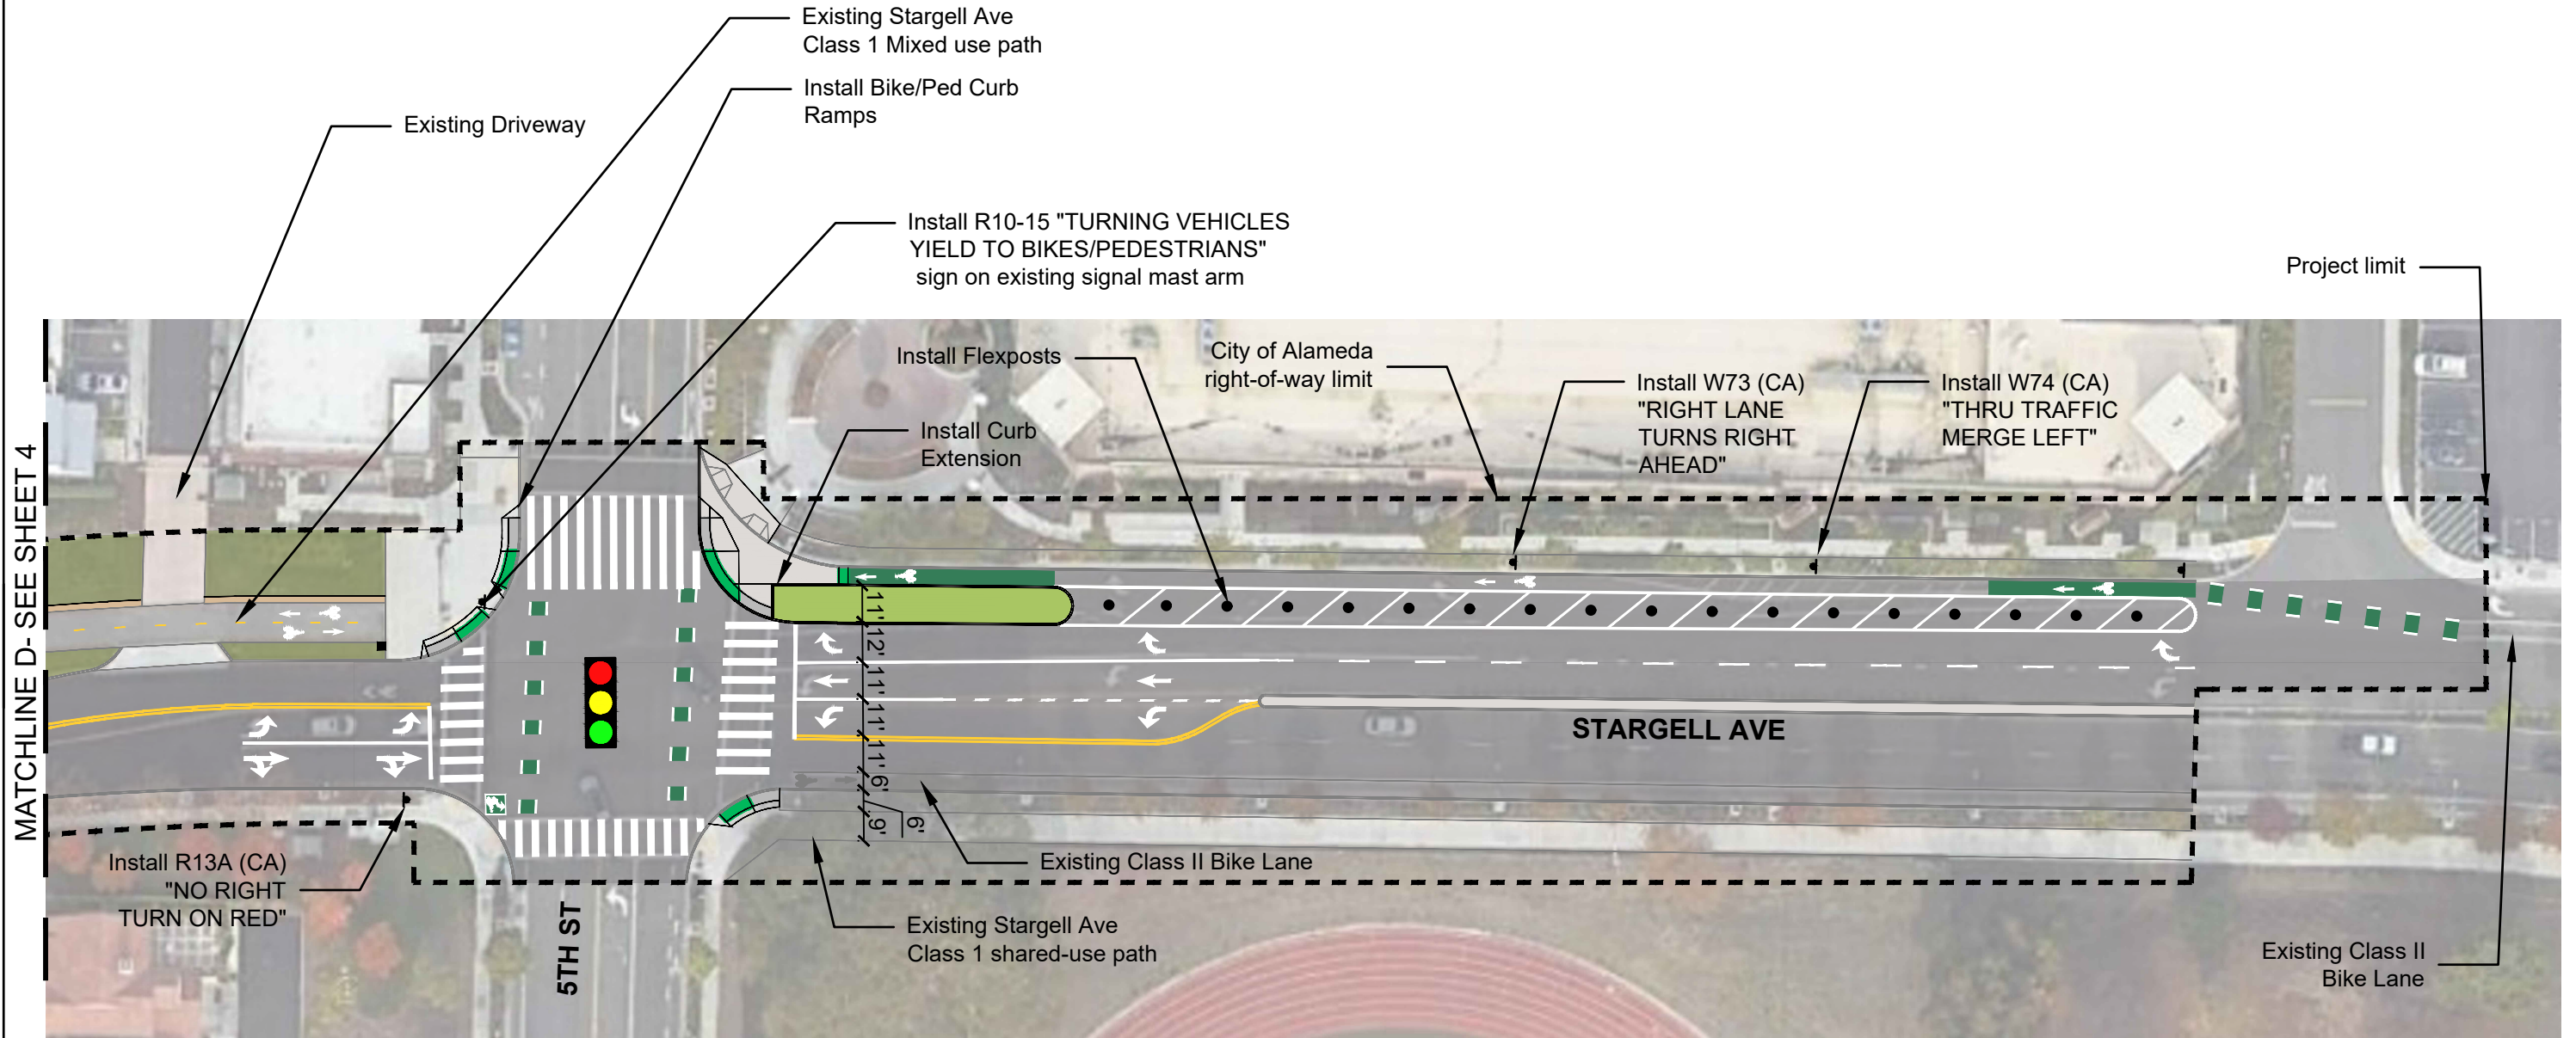 Existing Stargell Ave
Class 1 Mixed use path
Install Bike/Ped Curb
Ramps
Existing Driveway
Install R10-15 "TURNING VEHICLES
YIELD TO BIKES/PEDESTRIANS"
sign on existing signal mast arm
Project limit
Install Flexposts
City of Alameda
right-of-way limit
Install W73 (CA)
"RIGHT LANE
TURNS RIGHT
AHEAD"
Install W74 (CA)
"THRU TRAFFIC
MERGE LEFT"
Install Curb
Extension
MATCHLINE D- SEE SHEET 4
11'
12'
11'
11'
11'
6'
9'
6'
STARGELL AVE
Install R13A (CA)
"NO RIGHT
TURN ON RED"
Existing Class II Bike Lane
5TH ST
Existing Stargell Ave
Class 1 shared-use path
Existing Class II
Bike Lane